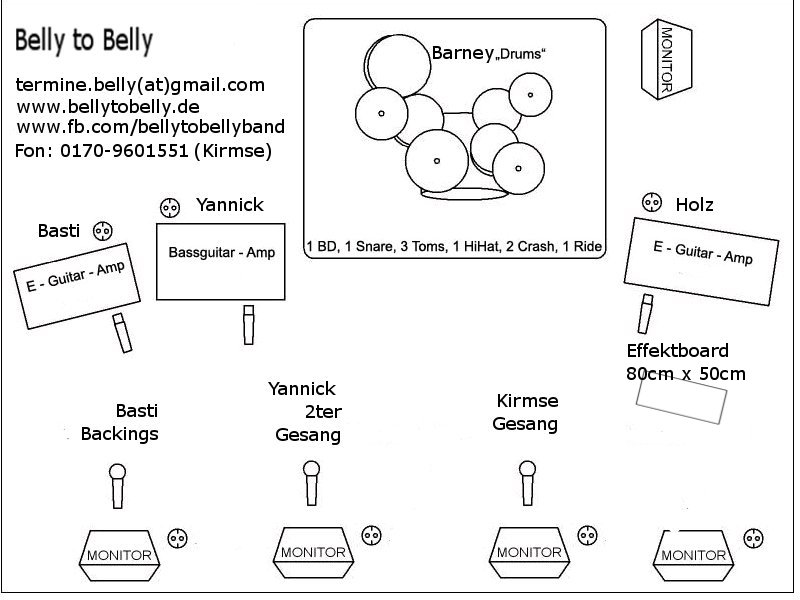 Belly to Belly
termine.belly(at)gmail.com
www.bellytobelly.de
www.fb.com/bellytobellyband
Fon: 0170-9601551 (Kirmse)
Barney „Drums“
1 BD, 1 Snare, 3 Toms, 1 HiHat, 2 Crash, 1 Ride
MONITOR
Basti
E - Guitar - Amp
Yannick
Bassguitar - Amp
Holz
E - Guitar - Amp
Effektboard
80cm x 50cm
Basti
Backings
Yannick
2ter
Gesang
Kirmse
Gesang
MONITOR
MONITOR
MONITOR
MONITOR